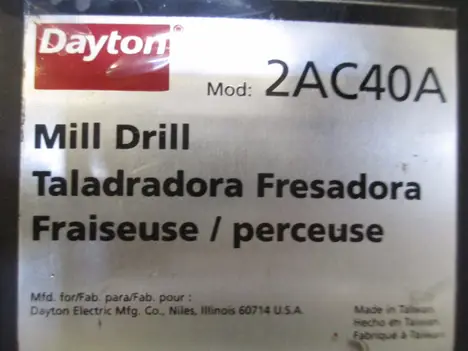 Dayton®
Mod: 2AC40A
Mill Drill
Taladradora Fresadora
Fraiseuse / perceuse
Mfd. for/Fab. para/Fab. pour :
Dayton Electric Mfg. Co., Niles, Illinois 60714 U.S.A.
Made in Taiwan
Hecho en Taiwan
Fabriqué à Taiwan